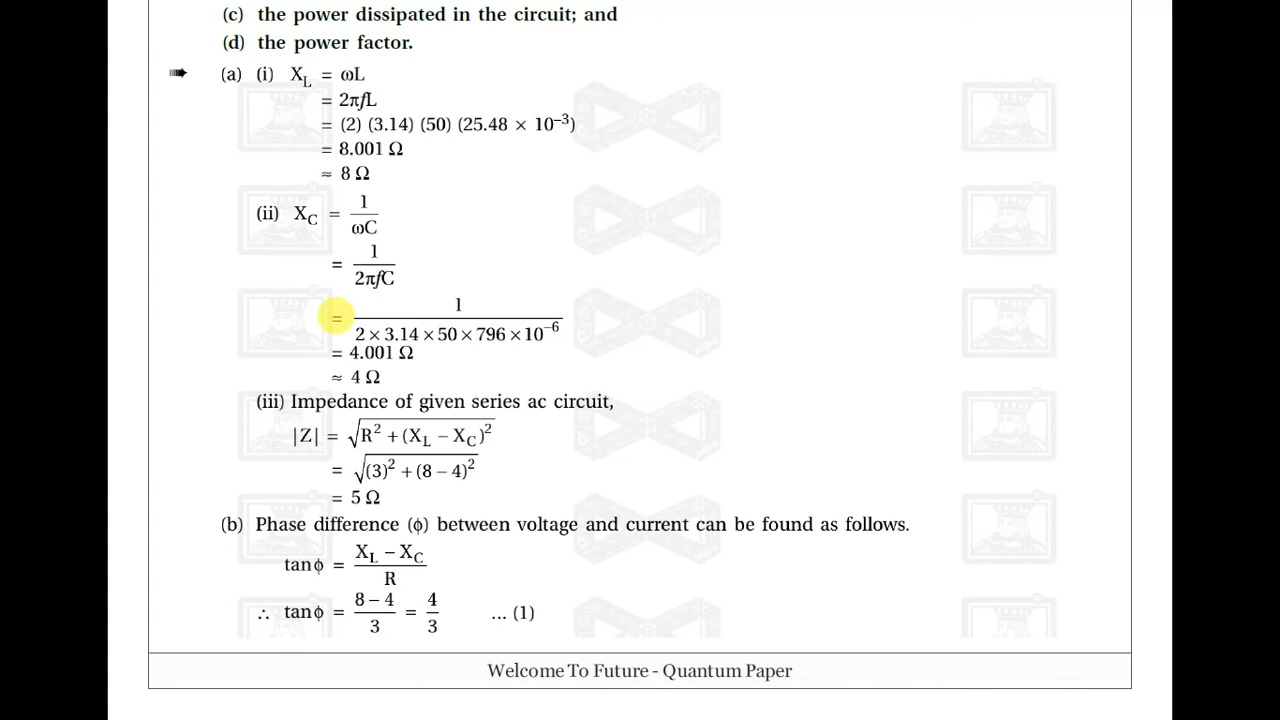 (c) the power dissipated in the circuit; and
(d) the power factor.
(a) (i) X_L = ωL
= 2πfL
= (2) (3.14) (50) (25.48 × 10⁻³)
= 8.001 Ω
≈ 8 Ω
(ii) X_C = 1/ωC
= 1/2πfC
= 1/2 × 3.14 × 50 × 796 × 10⁻⁶
= 4.001 Ω
≈ 4 Ω
(iii) Impedance of given series ac circuit,
|Z| = √R² + (X_L – X_C)²
= √(3)² + (8 – 4)²
= 5 Ω
(b) Phase difference (ϕ) between voltage and current can be found as follows.
tanϕ = X_L – X_C/R
∴ tanϕ = 8 – 4/3 = 4/3 ... (1)
Welcome To Future - Quantum Paper